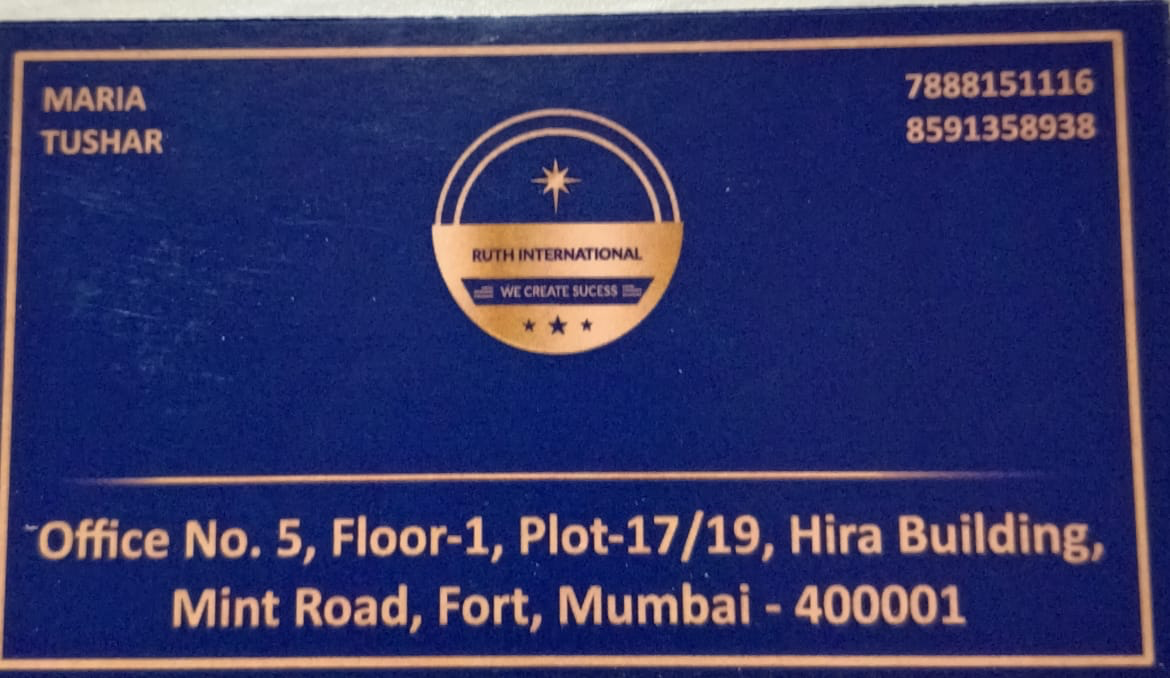 MARIA
TUSHAR
7888151116
8591358938
RUTH INTERNATIONAL
WE CREATE SUCESS
Office No. 5, Floor-1, Plot-17/19, Hira Building,
Mint Road, Fort, Mumbai - 400001